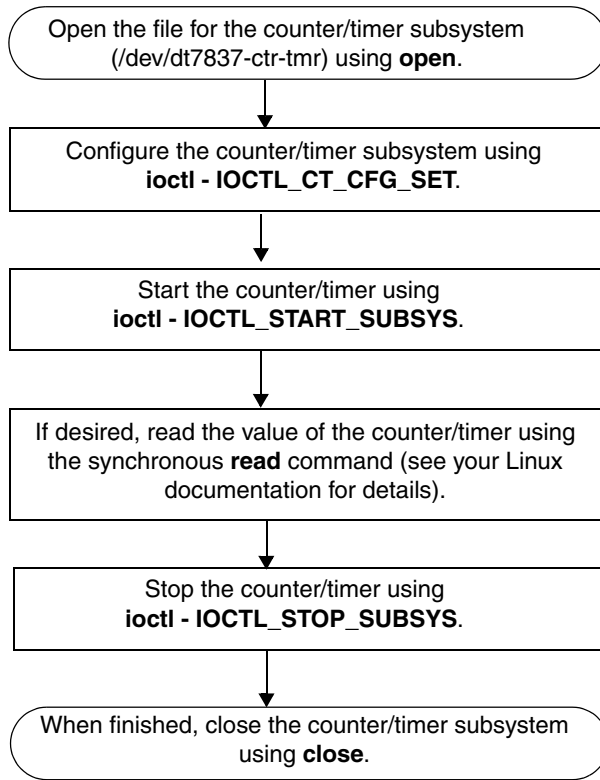 Open the file for the counter/timer subsystem
(/dev/dt7837-ctr-tmr) using open.
Configure the counter/timer subsystem using
ioctl - IOCTL_CT_CFG_SET.
Start the counter/timer using
ioctl - IOCTL_START_SUBSYS.
If desired, read the value of the counter/timer using
the synchronous read command (see your Linux
documentation for details).
Stop the counter/timer using
ioctl - IOCTL_STOP_SUBSYS.
When finished, close the counter/timer subsystem
using close.